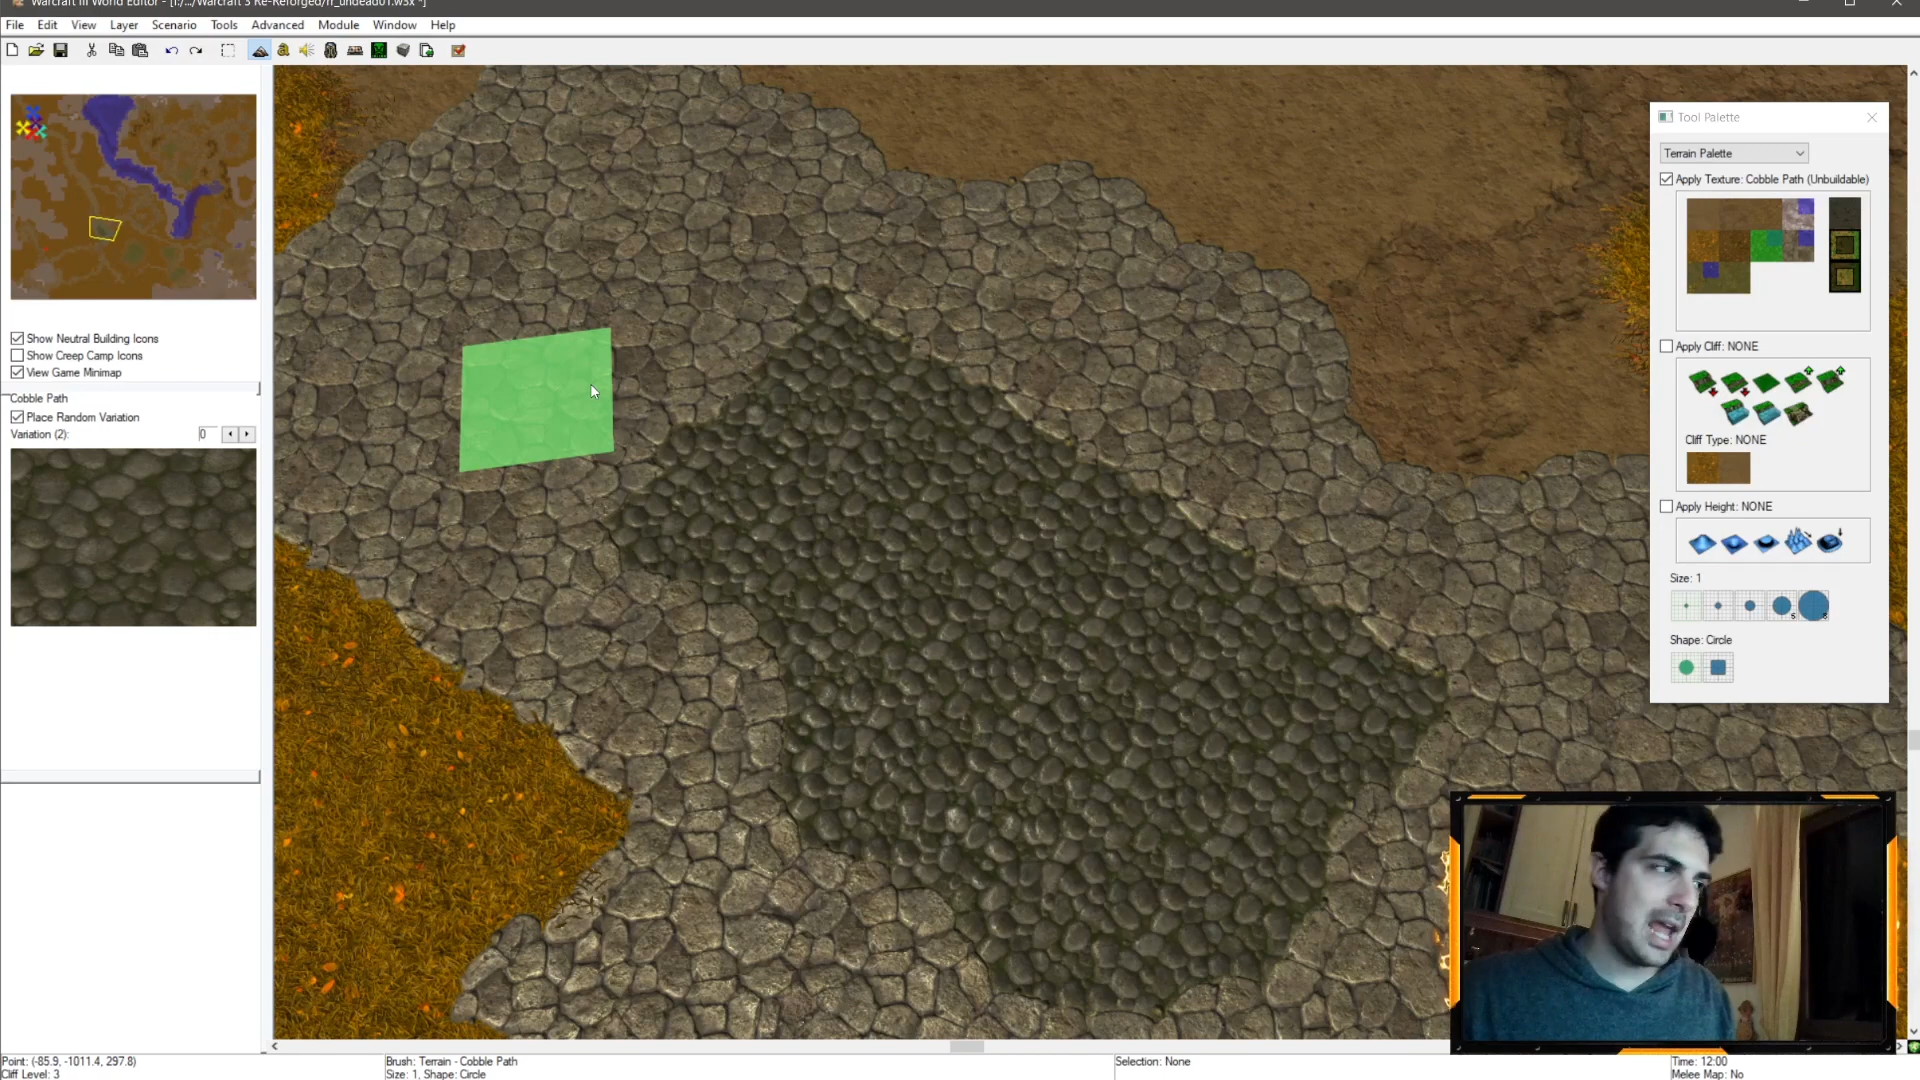 Warcraft III World Editor - [I:/.../Warcraft 3 Re-Reforged/rr_undead01.w3x *]
File Edit View Layer Scenario Tools Advanced Module Window Help
Tool Palette
Terrain Palette
Apply Texture: Cobble Path (Unbuildable)
Show Neutral Building Icons
Show Creep Camp Icons
View Game Minimap
Cobble Path
Place Random Variation
Variation (2): 0
Apply Cliff: NONE
Cliff Type: NONE
Apply Height: NONE
Size: 1
5 8
Shape: Circle
Point: (-85.9, -1011.4, 297.8)
Cliff Level: 3
Brush: Terrain - Cobble Path
Size: 1, Shape: Circle
Selection: None
Time: 12:00
Melee Map: No